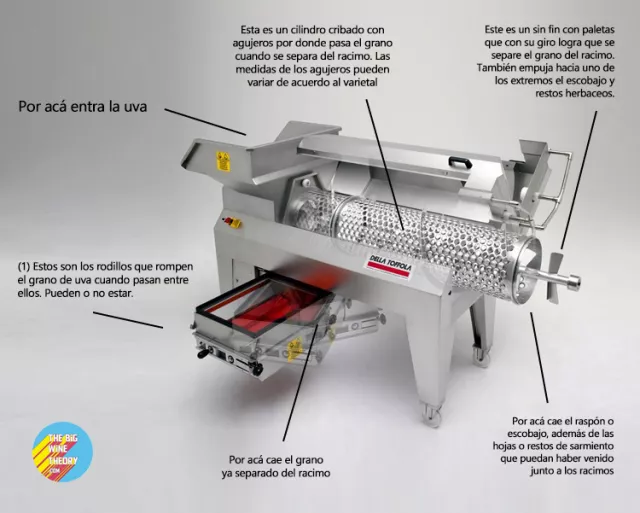 Esta es un cilindro cribado con
agujeros por donde pasa el grano
cuando se separa del racimo. Las
medidas de los agujeros pueden
variar de acuerdo al varietal
Este es un sin fin con paletas
que con su giro logra que se
separe el grano del racimo.
También empuja hacia uno de
los extremos el escobajo y
restos herbaceos.
Por acá entra la uva
(1) Estos son los rodillos que rompen
el grano de uva cuando pasan entre
ellos. Pueden o no estar.
DELLA TOFFOLA
Por acá cae el grano
ya separado del racimo
Por acá cae el raspón o
escobajo, además de las
hojas o restos de sarmiento
que puedan haber venido
junto a los racimos
THE BIG
WINE
THEORY
.COM